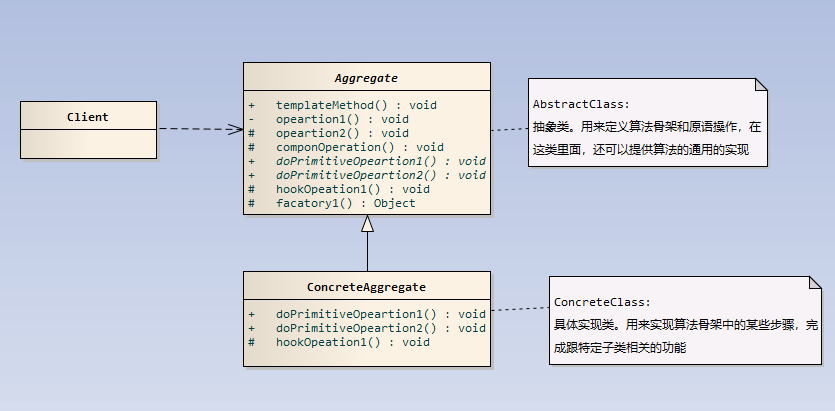 Client
Aggregate
+ templateMethod() : void
- opeartion1() : void
# opeartion2() : void
# componOperation() : void
+ doPrimitiveOpeartion1() : void
+ doPrimitiveOpeartion2() : void
# hookOpeation1() : void
# facatory1() : Object
AbstractClass:
抽象类。用来定义算法骨架和原语操作，在
这类里面，还可以提供算法的通用的实现
ConcreteAggregate
+ doPrimitiveOpeartion1() : void
+ doPrimitiveOpeartion2() : void
# hookOpeation1() : void
ConcreteClass:
具体实现类。用来实现算法骨架中的某些步骤，完
成跟特定子类相关的功能